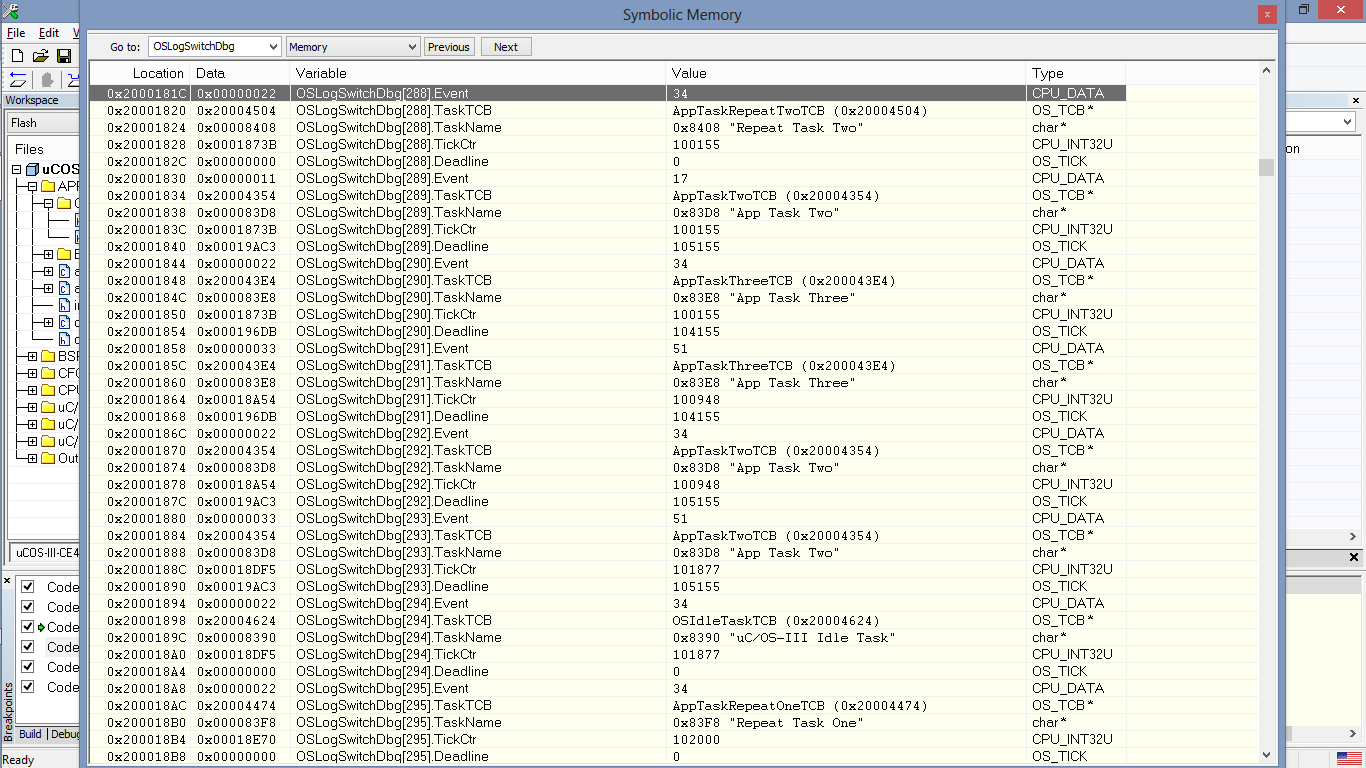 Symbolic Memory
x
x
File Edit V
Go to: OSLogSwitchDbg Memory Previous Next
Workspace
x
Flash
Files
on
uCOS
APP
BSP
CPU
uC/
uC/
uC/
Out
uCOS-III-CE4
x
x
Code
Code
Code
Code
Code
Code
Breakpoints
Build Debug
Ready
Location Data Variable Value Type
0x2000181C 0x00000022 OSLogSwitchDbg[288].Event 34 CPU_DATA
0x20001820 0x20004504 OSLogSwitchDbg[288].TaskTCB AppTaskRepeatTwoTCB (0x20004504) OS_TCB*
0x20001824 0x00008408 OSLogSwitchDbg[288].TaskName 0x8408 "Repeat Task Two" char*
0x20001828 0x0001873B OSLogSwitchDbg[288].TickCtr 100155 CPU_INT32U
0x2000182C 0x00000000 OSLogSwitchDbg[288].Deadline 0 OS_TICK
0x20001830 0x00000011 OSLogSwitchDbg[289].Event 17 CPU_DATA
0x20001834 0x20004354 OSLogSwitchDbg[289].TaskTCB AppTaskTwoTCB (0x20004354) OS_TCB*
0x20001838 0x000083D8 OSLogSwitchDbg[289].TaskName 0x83D8 "App Task Two" char*
0x2000183C 0x0001873B OSLogSwitchDbg[289].TickCtr 100155 CPU_INT32U
0x20001840 0x00019AC3 OSLogSwitchDbg[289].Deadline 105155 OS_TICK
0x20001844 0x00000022 OSLogSwitchDbg[290].Event 34 CPU_DATA
0x20001848 0x200043E4 OSLogSwitchDbg[290].TaskTCB AppTaskThreeTCB (0x200043E4) OS_TCB*
0x2000184C 0x000083E8 OSLogSwitchDbg[290].TaskName 0x83E8 "App Task Three" char*
0x20001850 0x0001873B OSLogSwitchDbg[290].TickCtr 100155 CPU_INT32U
0x20001854 0x000196DB OSLogSwitchDbg[290].Deadline 104155 OS_TICK
0x20001858 0x00000033 OSLogSwitchDbg[291].Event 51 CPU_DATA
0x2000185C 0x200043E4 OSLogSwitchDbg[291].TaskTCB AppTaskThreeTCB (0x200043E4) OS_TCB*
0x20001860 0x000083E8 OSLogSwitchDbg[291].TaskName 0x83E8 "App Task Three" char*
0x20001864 0x00018A54 OSLogSwitchDbg[291].TickCtr 100948 CPU_INT32U
0x20001868 0x000196DB OSLogSwitchDbg[291].Deadline 104155 OS_TICK
0x2000186C 0x00000022 OSLogSwitchDbg[292].Event 34 CPU_DATA
0x20001870 0x20004354 OSLogSwitchDbg[292].TaskTCB AppTaskTwoTCB (0x20004354) OS_TCB*
0x20001874 0x000083D8 OSLogSwitchDbg[292].TaskName 0x83D8 "App Task Two" char*
0x20001878 0x00018A54 OSLogSwitchDbg[292].TickCtr 100948 CPU_INT32U
0x2000187C 0x00019AC3 OSLogSwitchDbg[292].Deadline 105155 OS_TICK
0x20001880 0x00000033 OSLogSwitchDbg[293].Event 51 CPU_DATA
0x20001884 0x20004354 OSLogSwitchDbg[293].TaskTCB AppTaskTwoTCB (0x20004354) OS_TCB*
0x20001888 0x000083D8 OSLogSwitchDbg[293].TaskName 0x83D8 "App Task Two" char*
0x2000188C 0x00018DF5 OSLogSwitchDbg[293].TickCtr 101877 CPU_INT32U
0x20001890 0x00019AC3 OSLogSwitchDbg[293].Deadline 105155 OS_TICK
0x20001894 0x00000022 OSLogSwitchDbg[294].Event 34 CPU_DATA
0x20001898 0x20004624 OSLogSwitchDbg[294].TaskTCB OSIdleTaskTCB (0x20004624) OS_TCB*
0x2000189C 0x00008390 OSLogSwitchDbg[294].TaskName 0x8390 "uC/OS-III Idle Task" char*
0x200018A0 0x00018DF5 OSLogSwitchDbg[294].TickCtr 101877 CPU_INT32U
0x200018A4 0x00000000 OSLogSwitchDbg[294].Deadline 0 OS_TICK
0x200018A8 0x00000022 OSLogSwitchDbg[295].Event 34 CPU_DATA
0x200018AC 0x20004474 OSLogSwitchDbg[295].TaskTCB AppTaskRepeatOneTCB (0x20004474) OS_TCB*
0x200018B0 0x000083F8 OSLogSwitchDbg[295].TaskName 0x83F8 "Repeat Task One" char*
0x200018B4 0x00018E70 OSLogSwitchDbg[295].TickCtr 102000 CPU_INT32U
0x200018B8 0x00000000 OSLogSwitchDbg[295].Deadline 0 OS_TICK